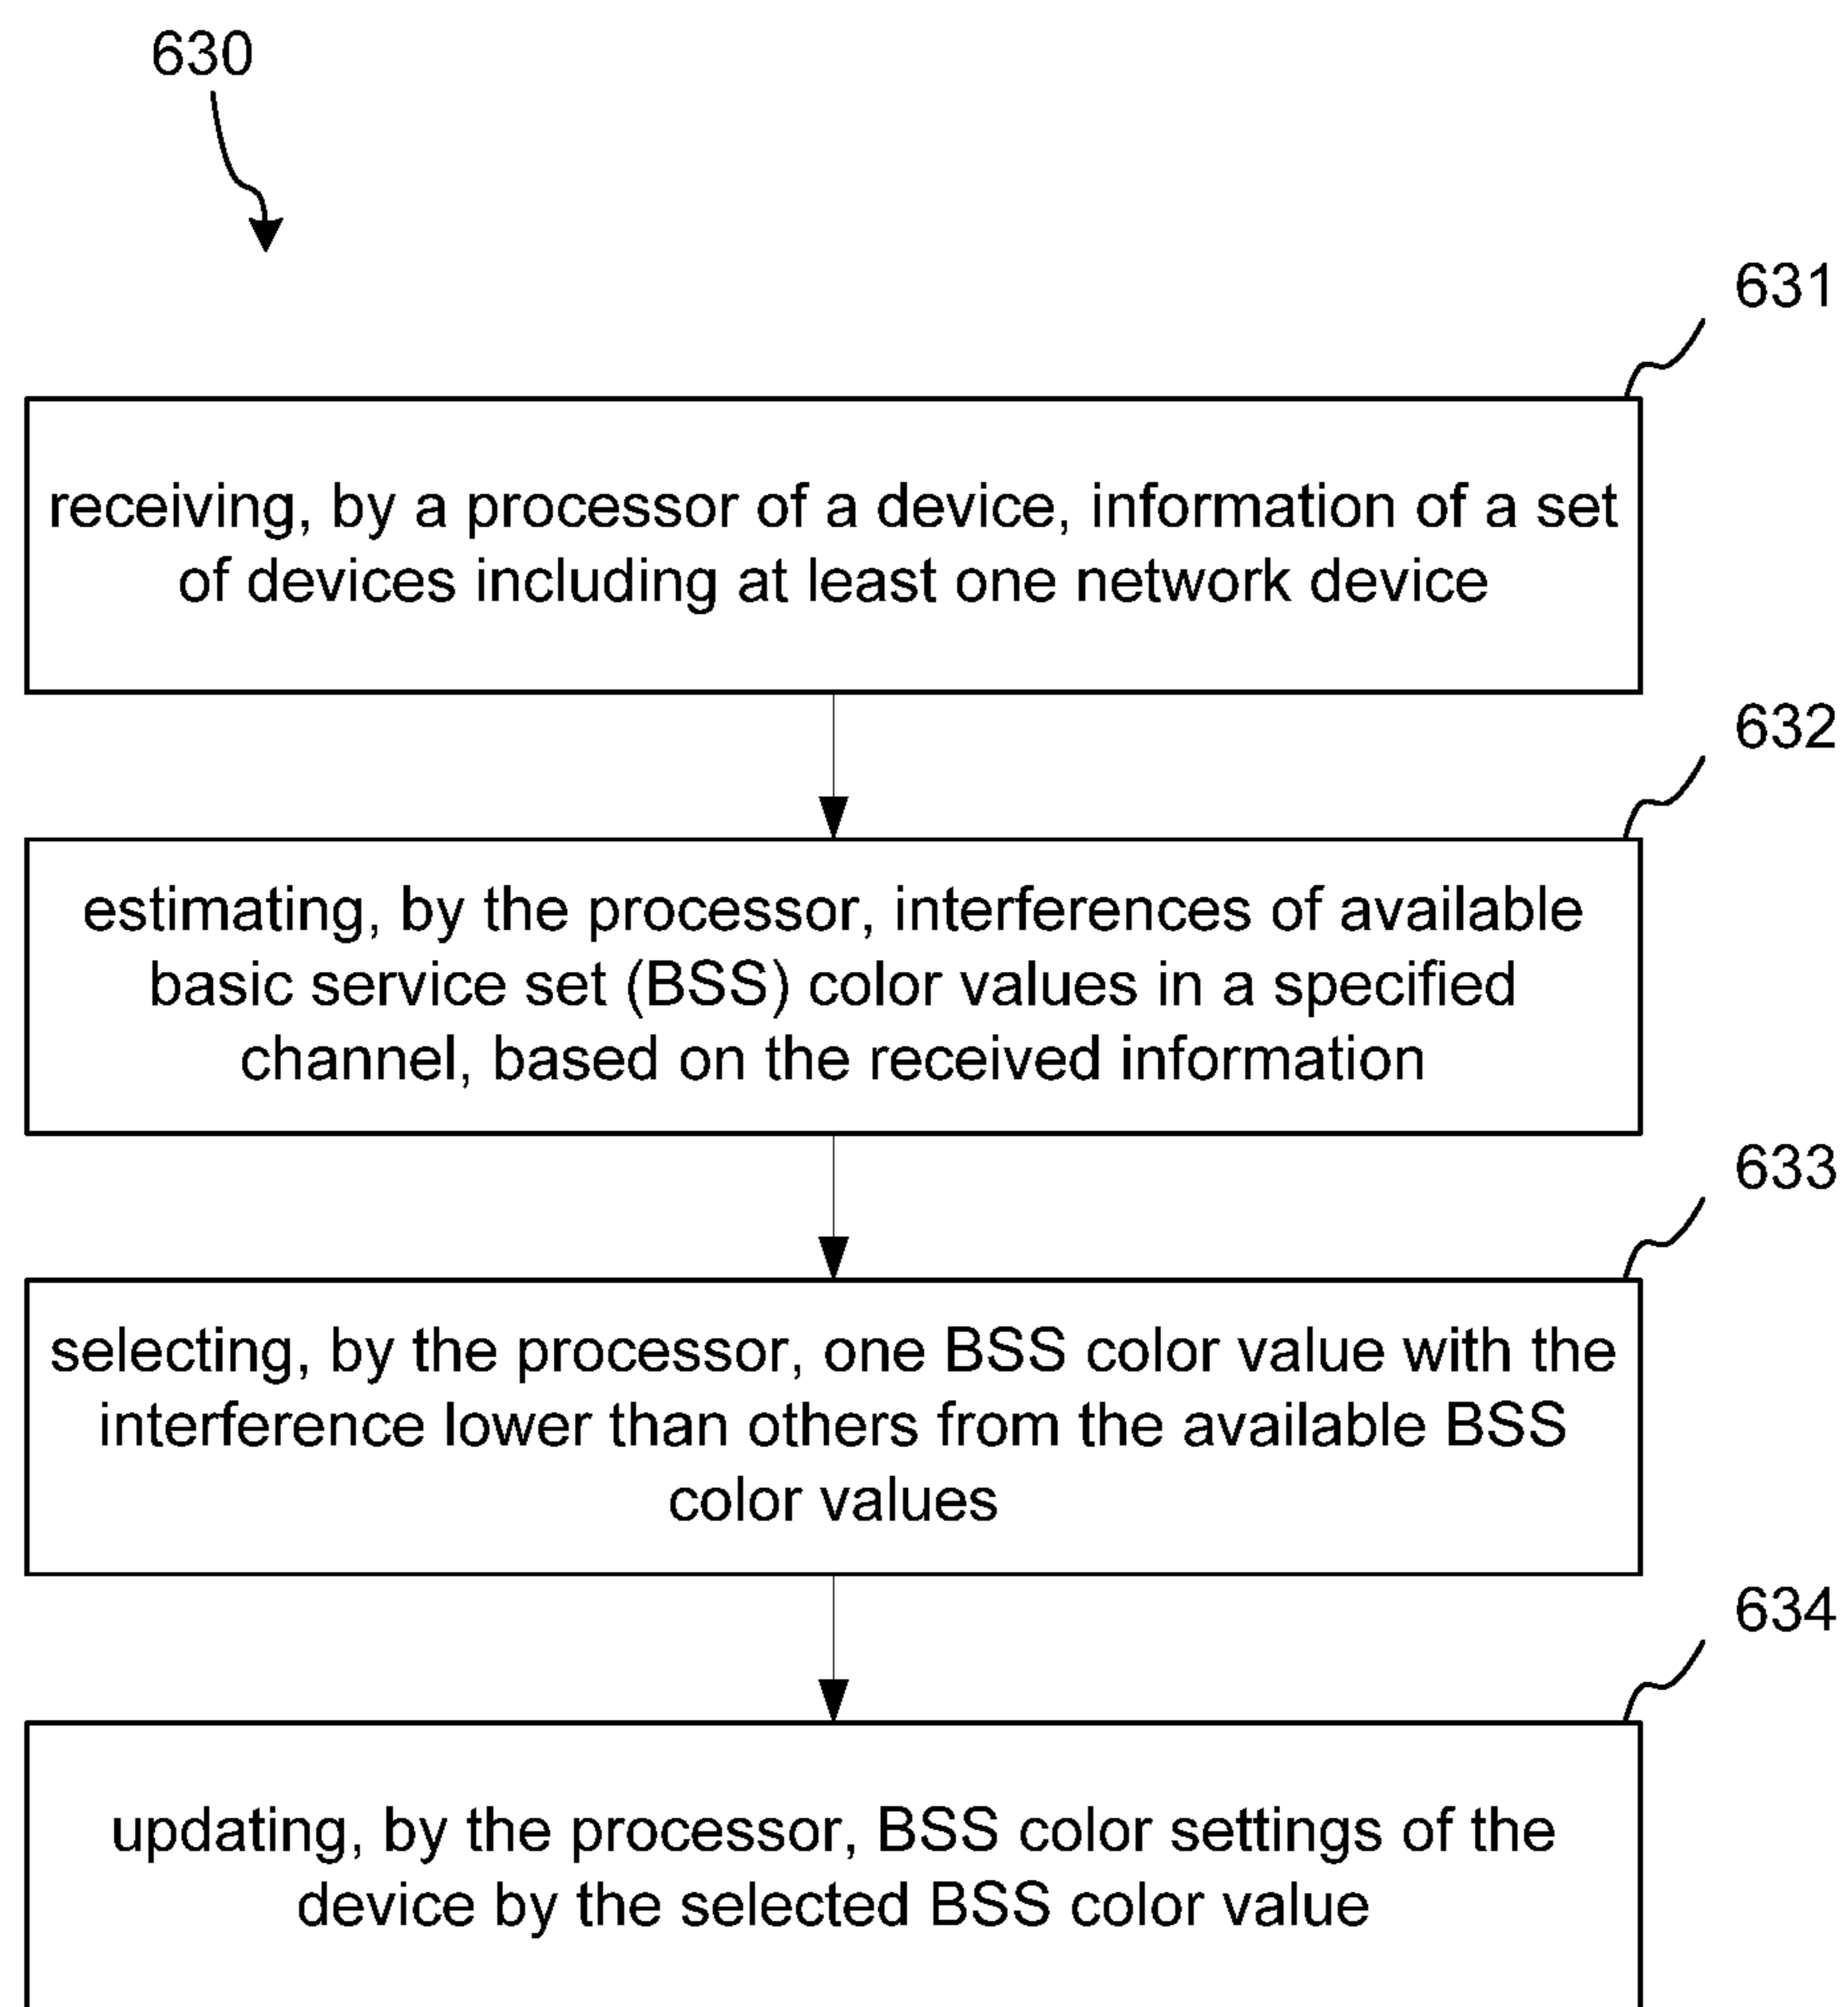 630
631
receiving, by a processor of a device, information of a set
of devices including at least one network device
632
estimating, by the processor, interferences of available
basic service set (BSS) color values in a specified
channel, based on the received information
633
selecting, by the processor, one BSS color value with the
interference lower than others from the available BSS
color values
634
updating, by the processor, BSS color settings of the
device by the selected BSS color value